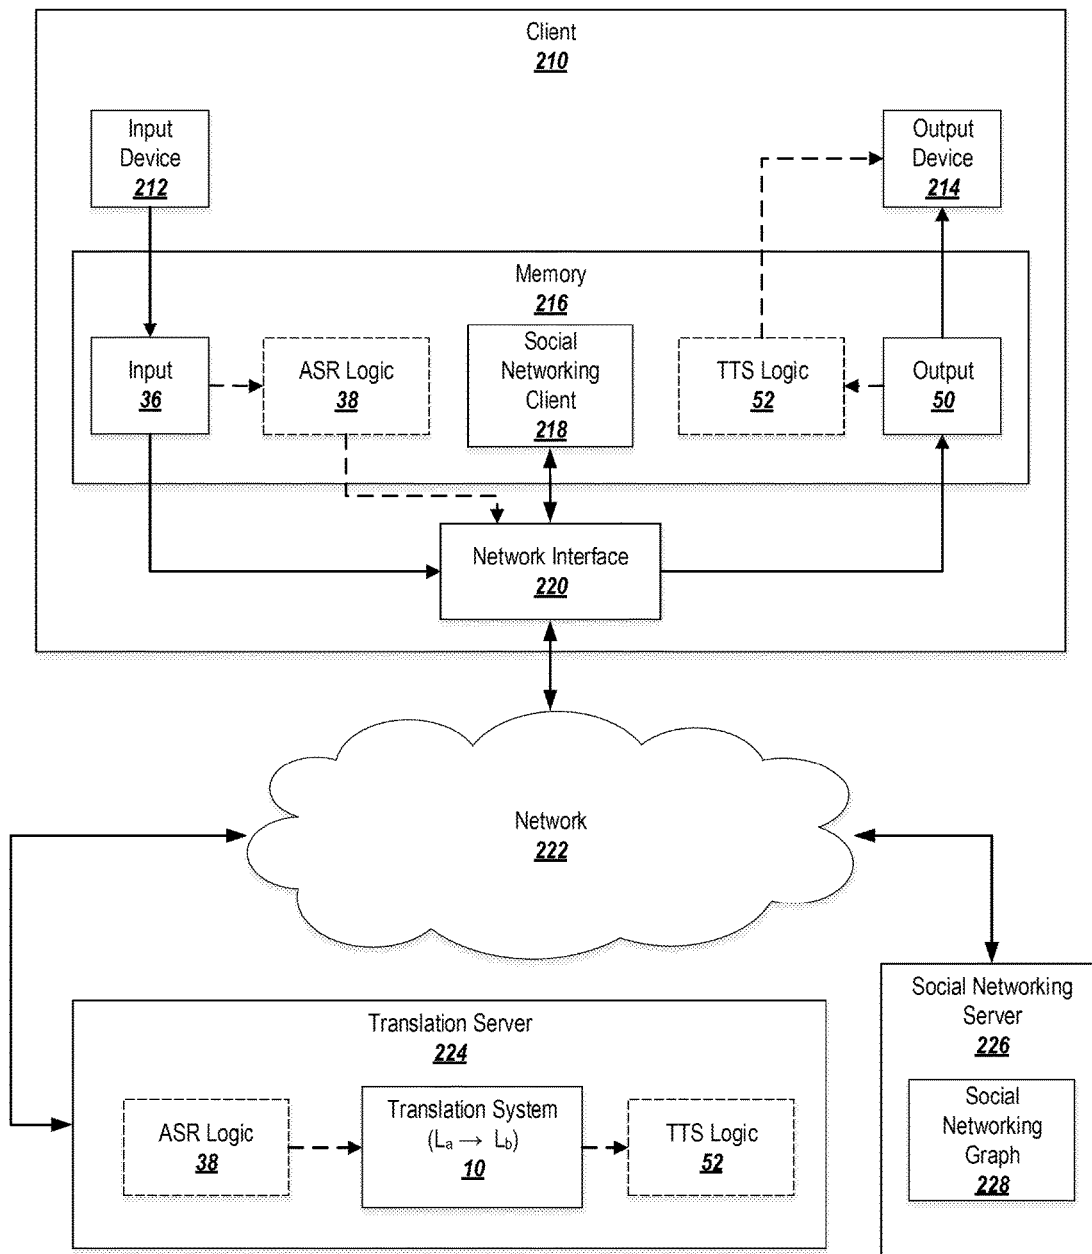 Client
210
Input
Device
212
Output
Device
214
Memory
216
Input
36
ASR Logic
38
Social
Networking
Client
218
TTS Logic
52
Output
50
Network Interface
220
Network
222
Translation Server
224
ASR Logic
38
Translation System
(Lₐ → L_b)
10
TTS Logic
52
Social Networking
Server
226
Social
Networking
Graph
228